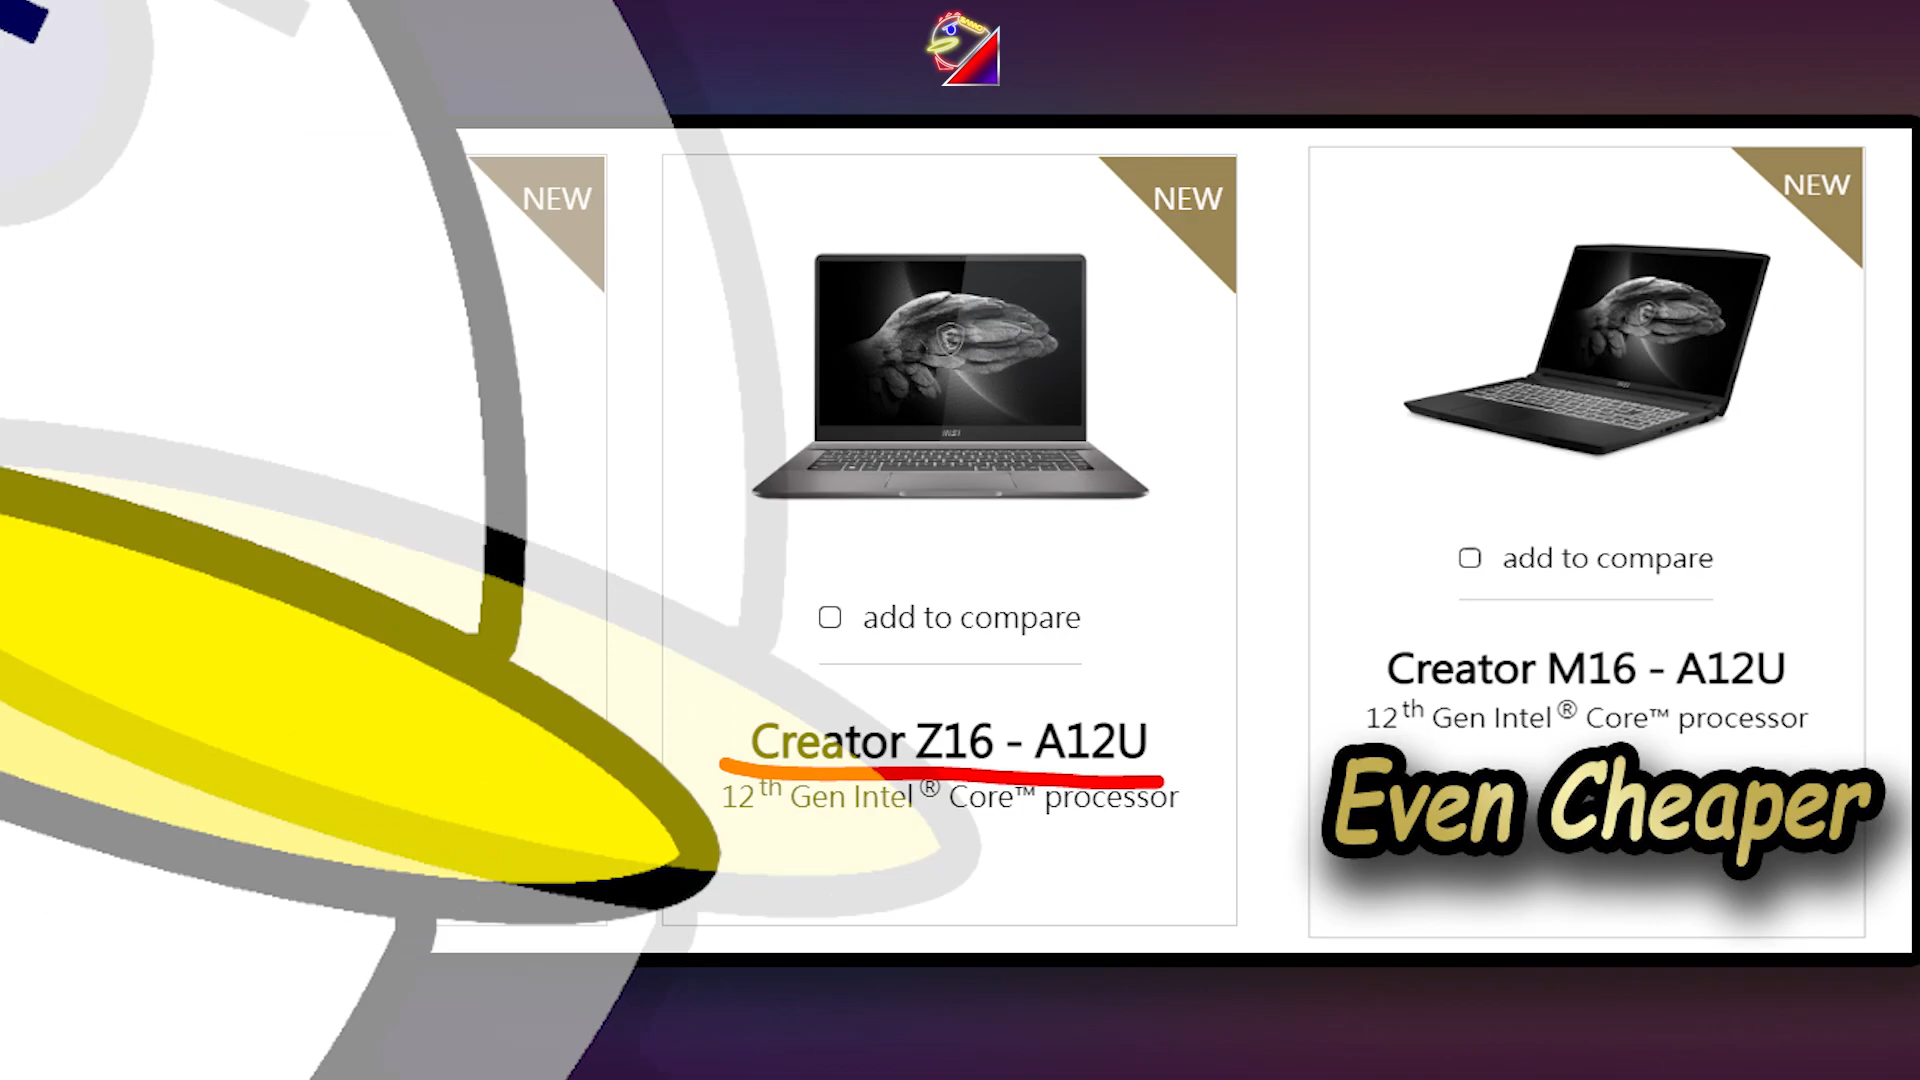 NEW
NEW
NEW
msi
add to compare
add to compare
Creator Z16 - A12U
12th Gen Intel® Core™ processor
Creator M16 - A12U
12th Gen Intel® Core™ processor
Even Cheaper